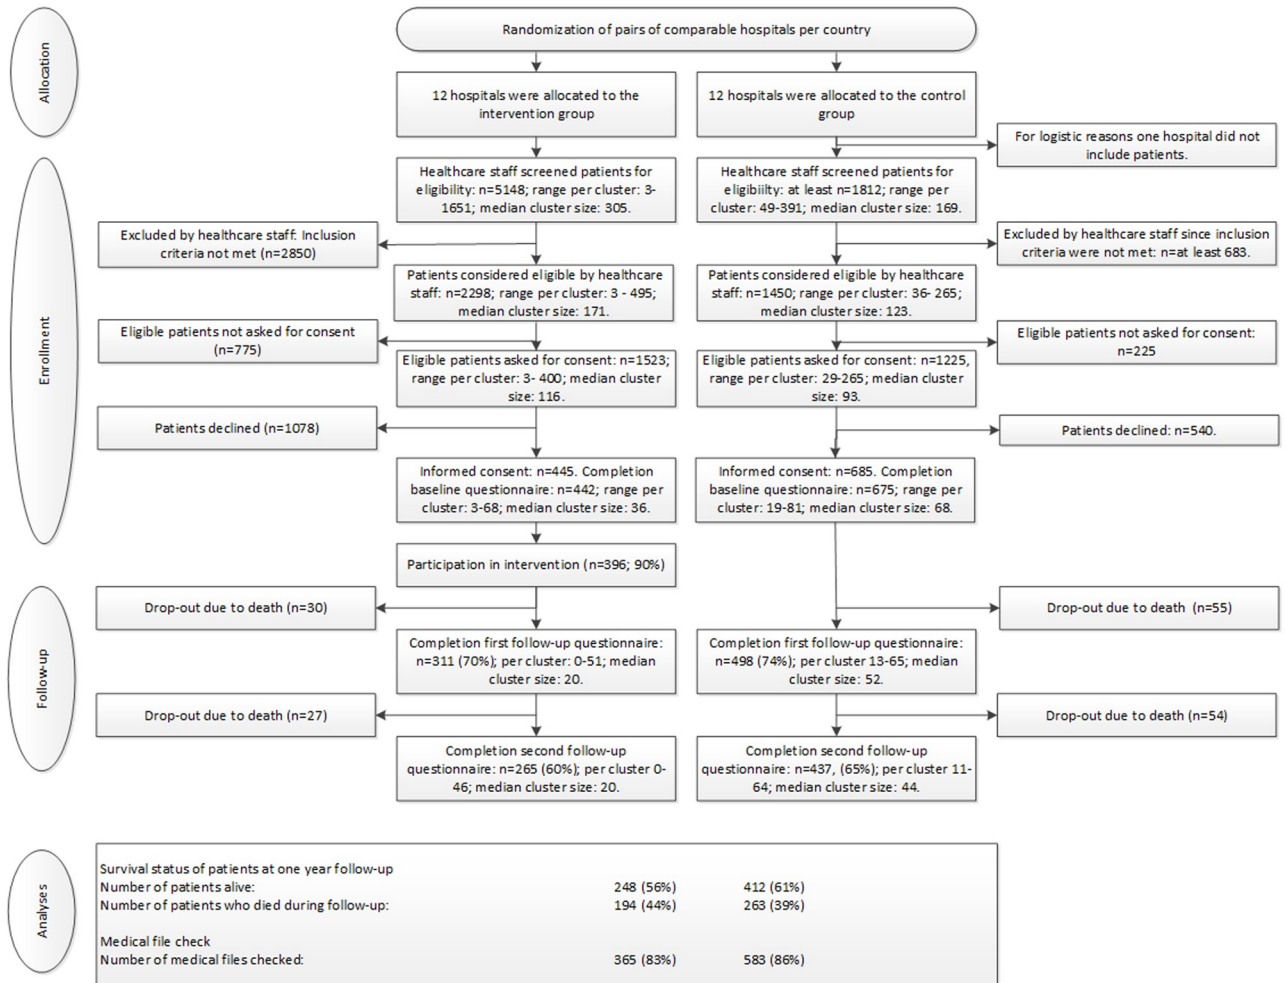 Randomization of pairs of comparable hospitals per country
Allocation
12 hospitals were allocated to the
intervention group
12 hospitals were allocated to the control
group
For logistic reasons one hospital did not
include patients.
Enrollment
Healthcare staff screened patients for
eligibility: n=5148; range per cluster: 3-
1651; median cluster size: 305.
Healthcare staff screened patients for
eligibiilty: at least n=1812; range per
cluster: 49-391; median cluster size: 169.
Excluded by healthcare staff: Inclusion
criteria not met (n=2850)
Excluded by healthcare staff since inclusion
criteria were not met: n=at least 683.
Patients considered eligible by healthcare
staff: n=2298; range per cluster: 3 - 495;
median cluster size: 171.
Patients considered eligible by healthcare
staff: n=1450; range per cluster: 36- 265;
median cluster size: 123.
Eligible patients not asked for consent
(n=775)
Eligible patients not asked for consent:
n=225
Eligible patients asked for consent: n=1523;
range per cluster: 3- 400; median cluster
size: 116.
Eligible patients asked for consent: n=1225,
range per cluster: 29-265; median cluster
size: 93.
Patients declined (n=1078)
Patients declined: n=540.
Informed consent: n=445. Completion
baseline questionnaire: n=442; range per
cluster: 3-68; median cluster size: 36.
Informed consent: n=685. Completion
baseline questionnaire: n=675; range per
cluster: 19-81; median cluster size: 68.
Participation in intervention (n=396; 90%)
Follow-up
Drop-out due to death (n=30)
Drop-out due to death  (n=55)
Completion first follow-up questionnaire:
n=311 (70%); per cluster: 0-51; median
cluster size: 20.
Completion first follow-up questionnaire:
n=498 (74%); per cluster 13-65; median
cluster size: 52.
Drop-out due to death (n=27)
Drop-out due to death (n=54)
Completion second follow-up
questionnaire: n=265 (60%); per cluster 0-
46; median cluster size: 20.
Completion second follow-up
questionnaire: n=437, (65%); per cluster 11-
64; median cluster size: 44.
Analyses
Survival status of patients at one year follow-up
Number of patients alive: 248 (56%) 412 (61%)
Number of patients who died during follow-up: 194 (44%) 263 (39%)
Medical file check
Number of medical files checked: 365 (83%) 583 (86%)